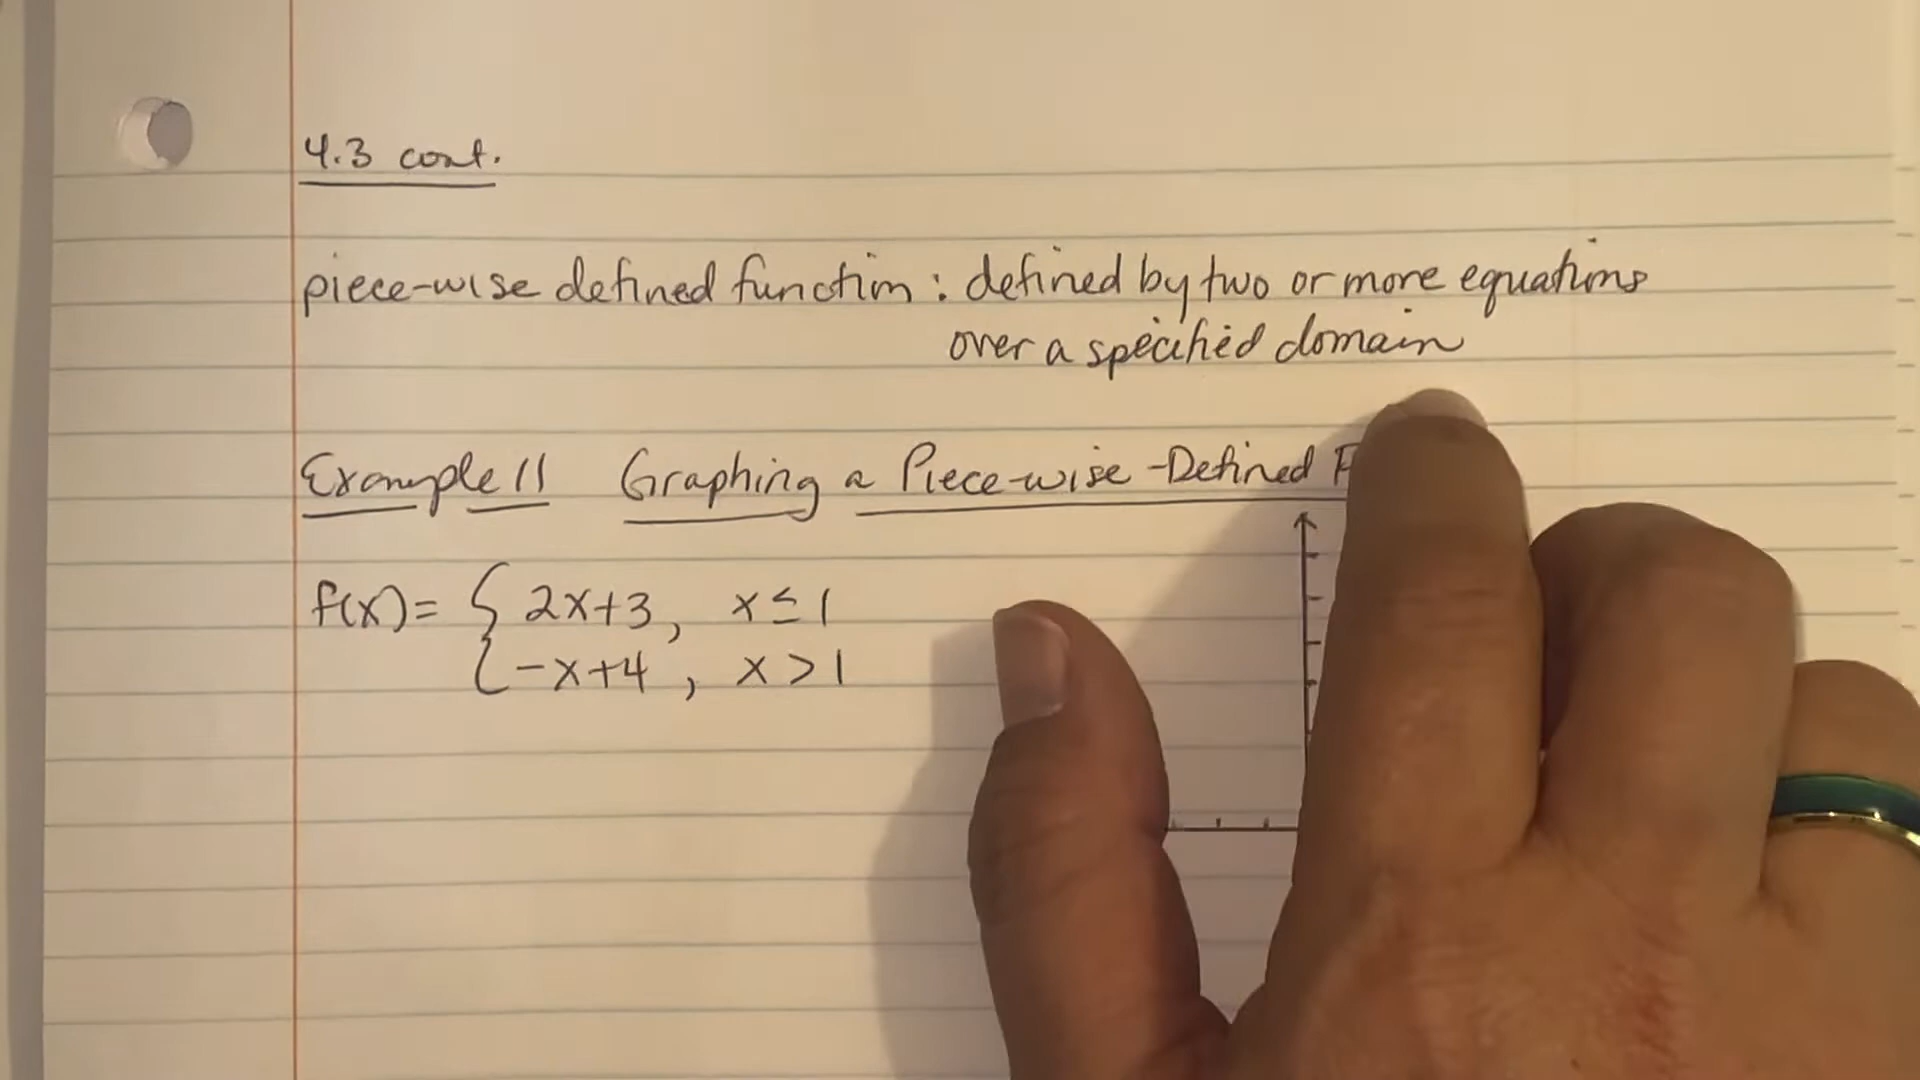 4.3 cont.
piece-wise defined function : defined by two or more equations
over a specified domain
Example 11 Graphing a Piece-wise-Defined
f(x) = { 2x+3, x ≤ 1
-x+4, x > 1